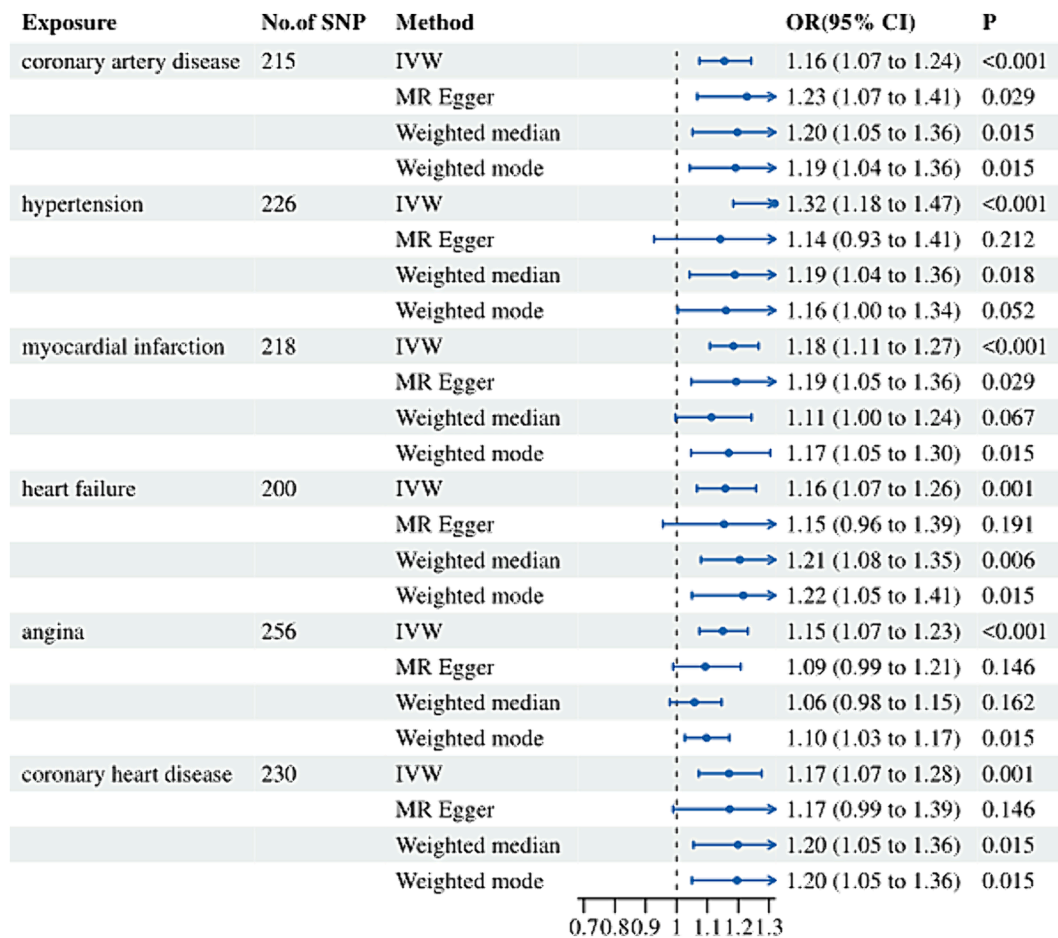 Exposure No.of SNP Method OR(95% CI) P
coronary artery disease 215 IVW 1.16 (1.07 to 1.24) <0.001
MR Egger 1.23 (1.07 to 1.41) 0.029
Weighted median 1.20 (1.05 to 1.36) 0.015
Weighted mode 1.19 (1.04 to 1.36) 0.015
hypertension 226 IVW 1.32 (1.18 to 1.47) <0.001
MR Egger 1.14 (0.93 to 1.41) 0.212
Weighted median 1.19 (1.04 to 1.36) 0.018
Weighted mode 1.16 (1.00 to 1.34) 0.052
myocardial infarction 218 IVW 1.18 (1.11 to 1.27) <0.001
MR Egger 1.19 (1.05 to 1.36) 0.029
Weighted median 1.11 (1.00 to 1.24) 0.067
Weighted mode 1.17 (1.05 to 1.30) 0.015
heart failure 200 IVW 1.16 (1.07 to 1.26) 0.001
MR Egger 1.15 (0.96 to 1.39) 0.191
Weighted median 1.21 (1.08 to 1.35) 0.006
Weighted mode 1.22 (1.05 to 1.41) 0.015
angina 256 IVW 1.15 (1.07 to 1.23) <0.001
MR Egger 1.09 (0.99 to 1.21) 0.146
Weighted median 1.06 (0.98 to 1.15) 0.162
Weighted mode 1.10 (1.03 to 1.17) 0.015
coronary heart disease 230 IVW 1.17 (1.07 to 1.28) 0.001
MR Egger 1.17 (0.99 to 1.39) 0.146
Weighted median 1.20 (1.05 to 1.36) 0.015
Weighted mode 1.20 (1.05 to 1.36) 0.015
0.7 0.8 0.9 1 1.1 1.2 1.3